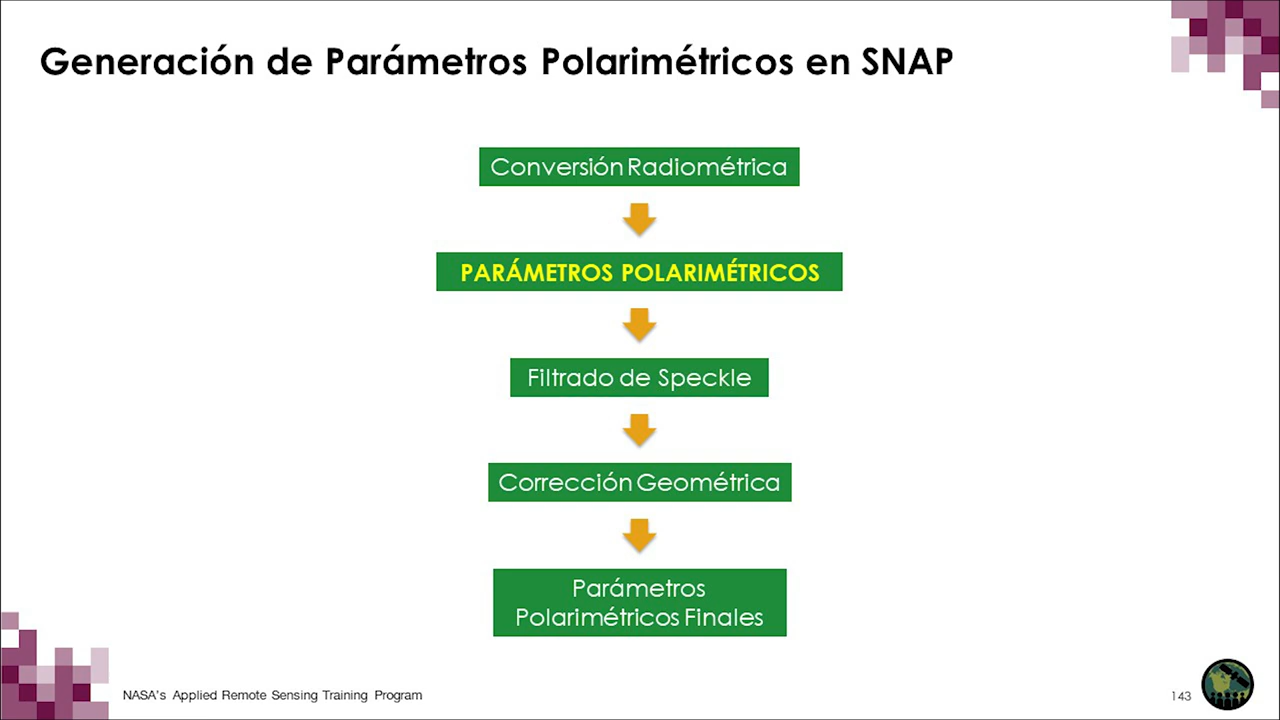 Generación de Parámetros Polarimétricos en SNAP
Conversión Radiométrica
PARÁMETROS POLARIMÉTRICOS
Filtrado de Speckle
Corrección Geométrica
Parámetros
Polarimétricos Finales
NASA's Applied Remote Sensing Training Program
143